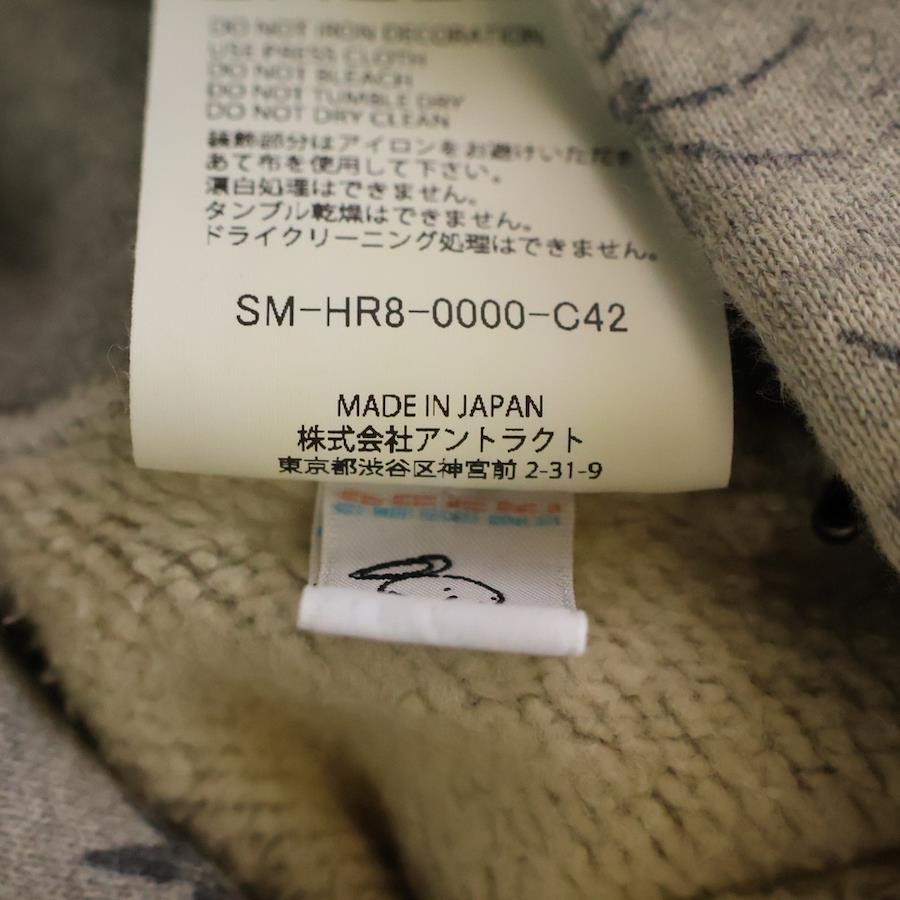 DO NOT IRON DECORATION
USE PRESS CLOTH
DO NOT BLEACH
DO NOT TUMBLE DRY
DO NOT DRY CLEAN
装飾部分はアイロンをお避けいただき
あて布を使用して下さい。
漂白処理はできません。
タンブル乾燥はできません。
ドライクリーニング処理はできません。
SM-HR8-0000-C42
MADE IN JAPAN
株式会社アントラクト
東京都渋谷区神宮前 2-31-9